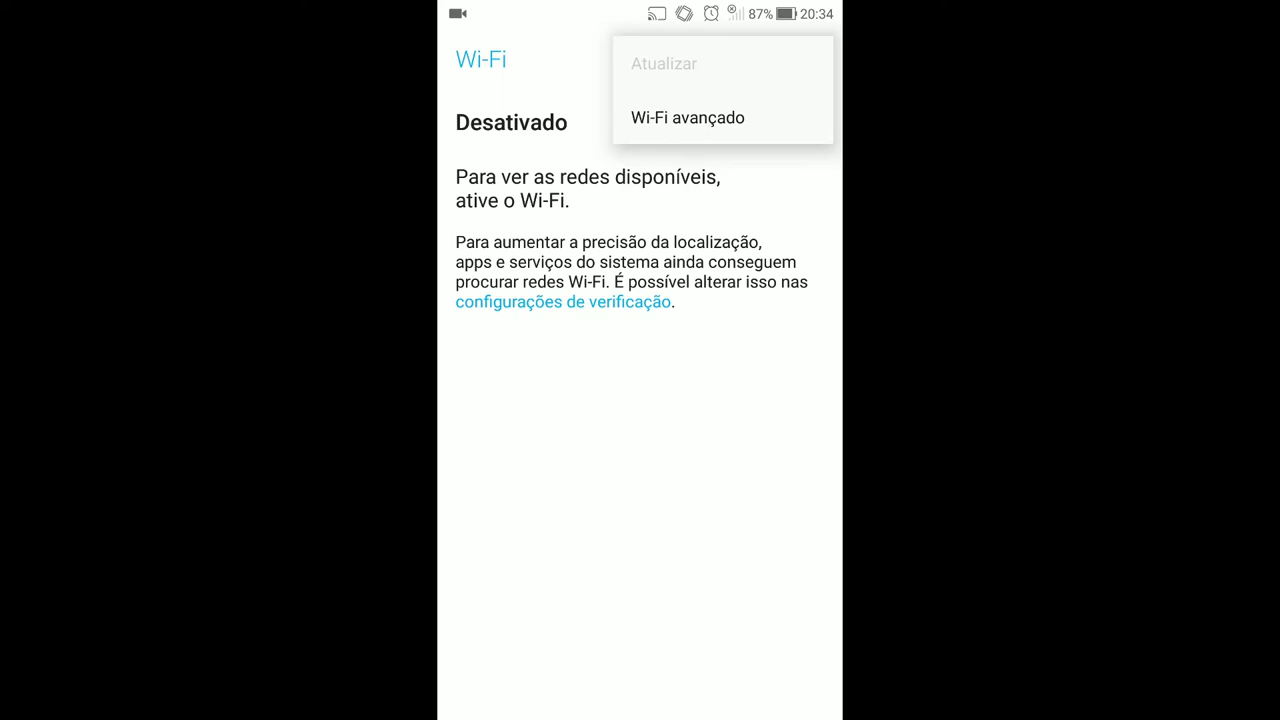 87% 20:34
Wi-Fi
Atualizar
Wi-Fi avançado
Desativado
Para ver as redes disponíveis,
ative o Wi-Fi.
Para aumentar a precisão da localização,
apps e serviços do sistema ainda conseguem
procurar redes Wi-Fi. É possível alterar isso nas
configurações de verificação.